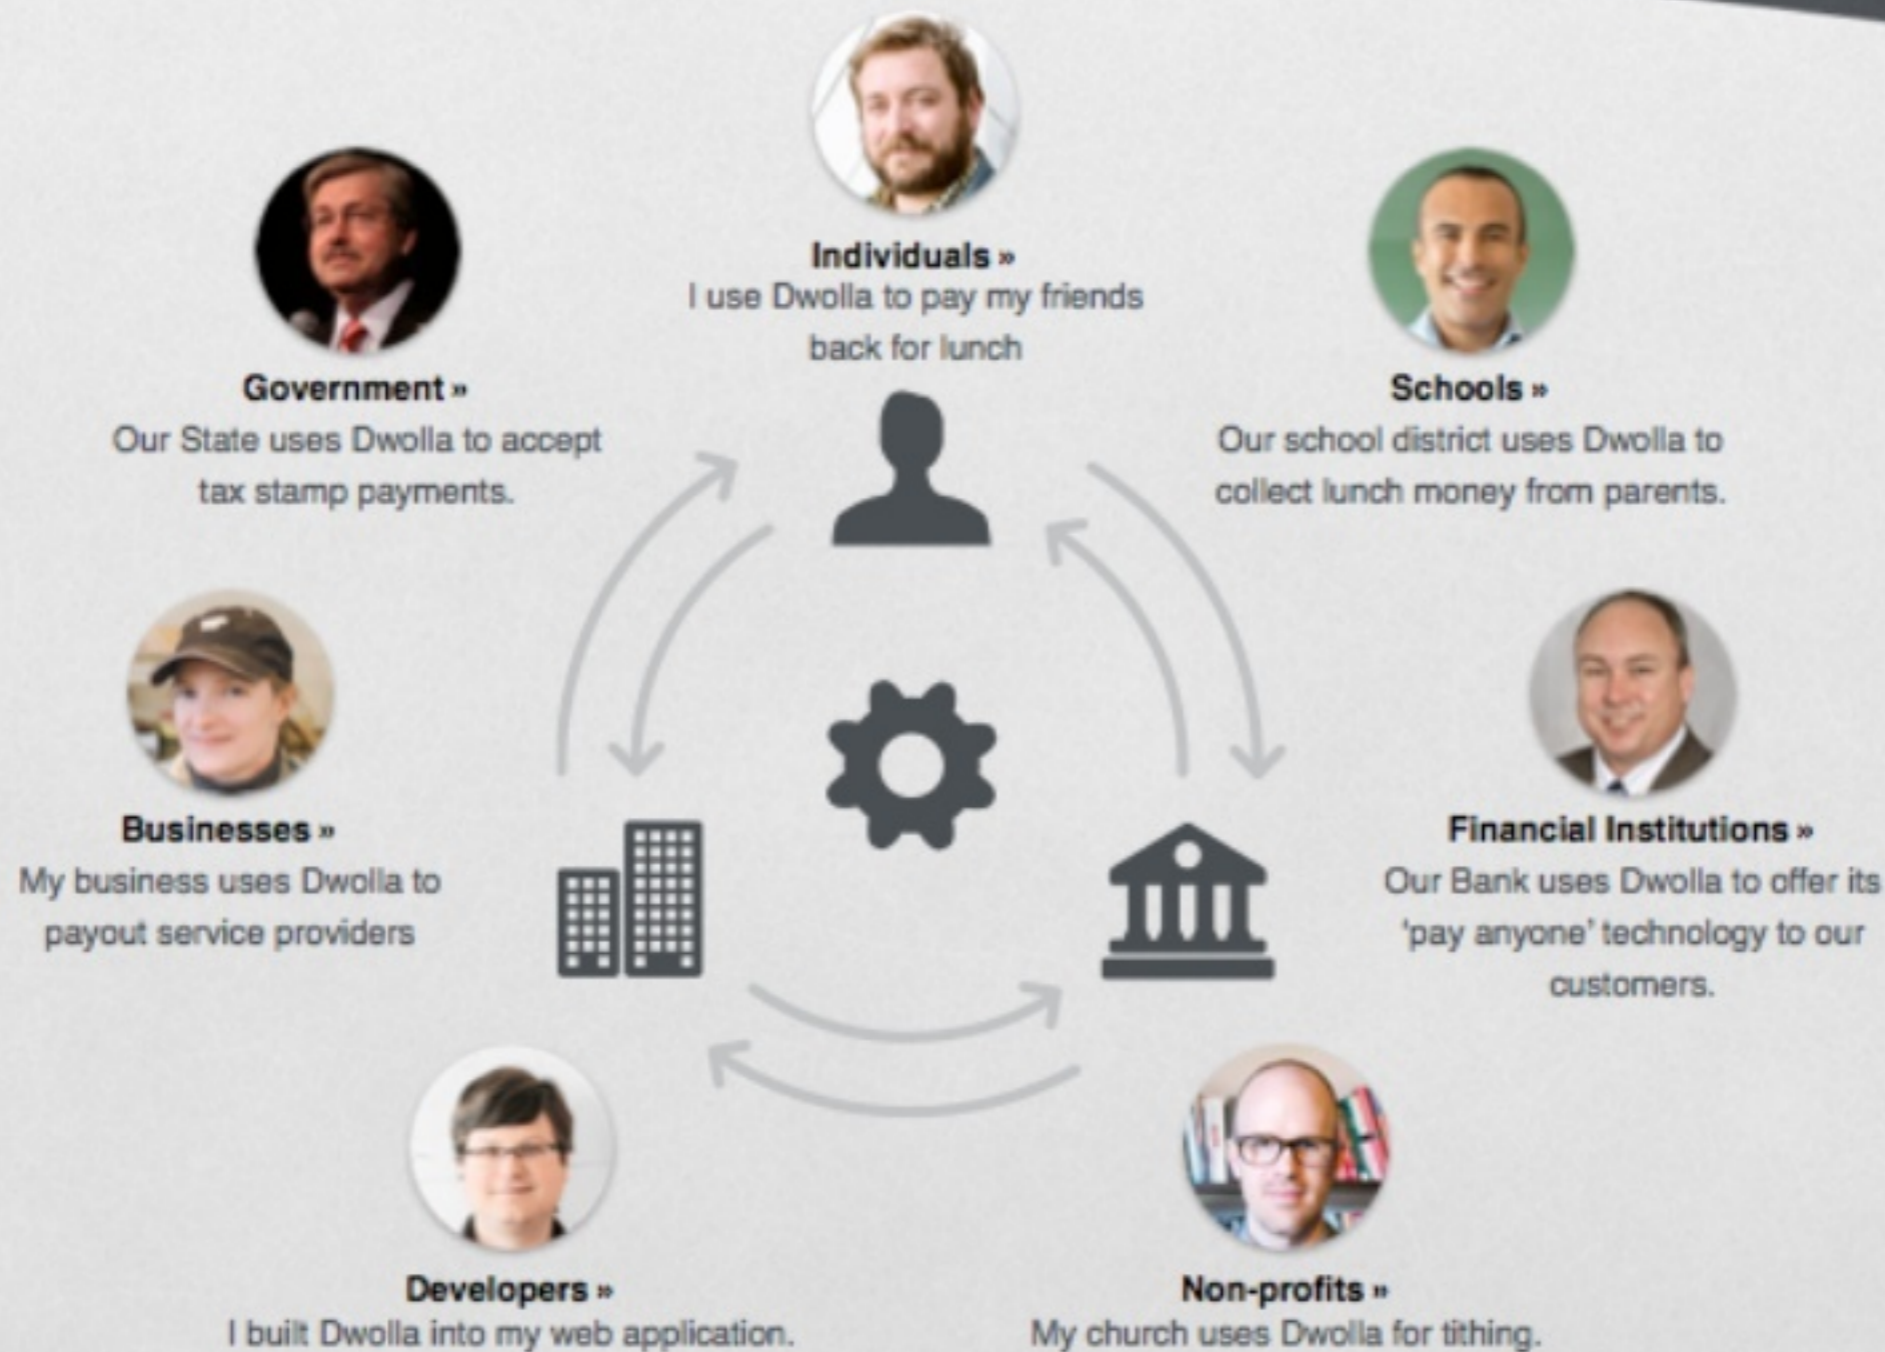 Individuals »
I use Dwolla to pay my friends
back for lunch
Government »
Our State uses Dwolla to accept
tax stamp payments.
Schools »
Our school district uses Dwolla to
collect lunch money from parents.
Businesses »
My business uses Dwolla to
payout service providers
Financial Institutions »
Our Bank uses Dwolla to offer its
'pay anyone' technology to our
customers.
Developers »
I built Dwolla into my web application.
Non-profits »
My church uses Dwolla for tithing.